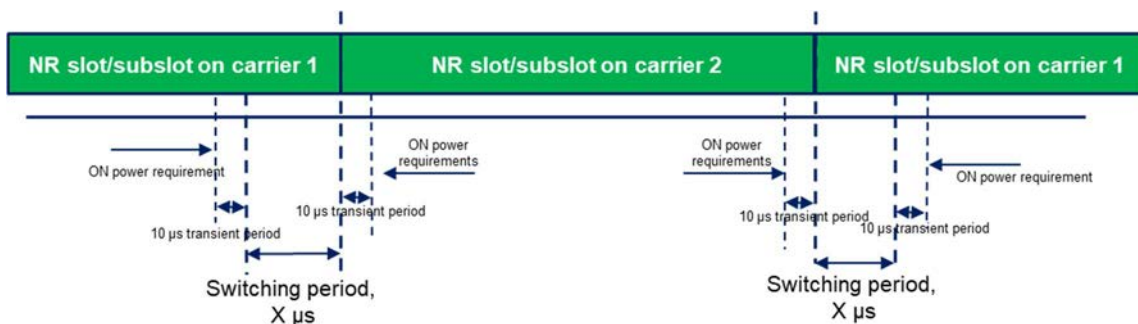 NR slot/subslot on carrier 1
NR slot/subslot on carrier 2
NR slot/subslot on carrier 1
ON power requirement
ON power
requirements
ON power
requirements
ON power requirement
10 µs transient period
10 µs transient period
10 µs transient period
10 µs transient period
Switching period,
X µs
Switching period,
X µs